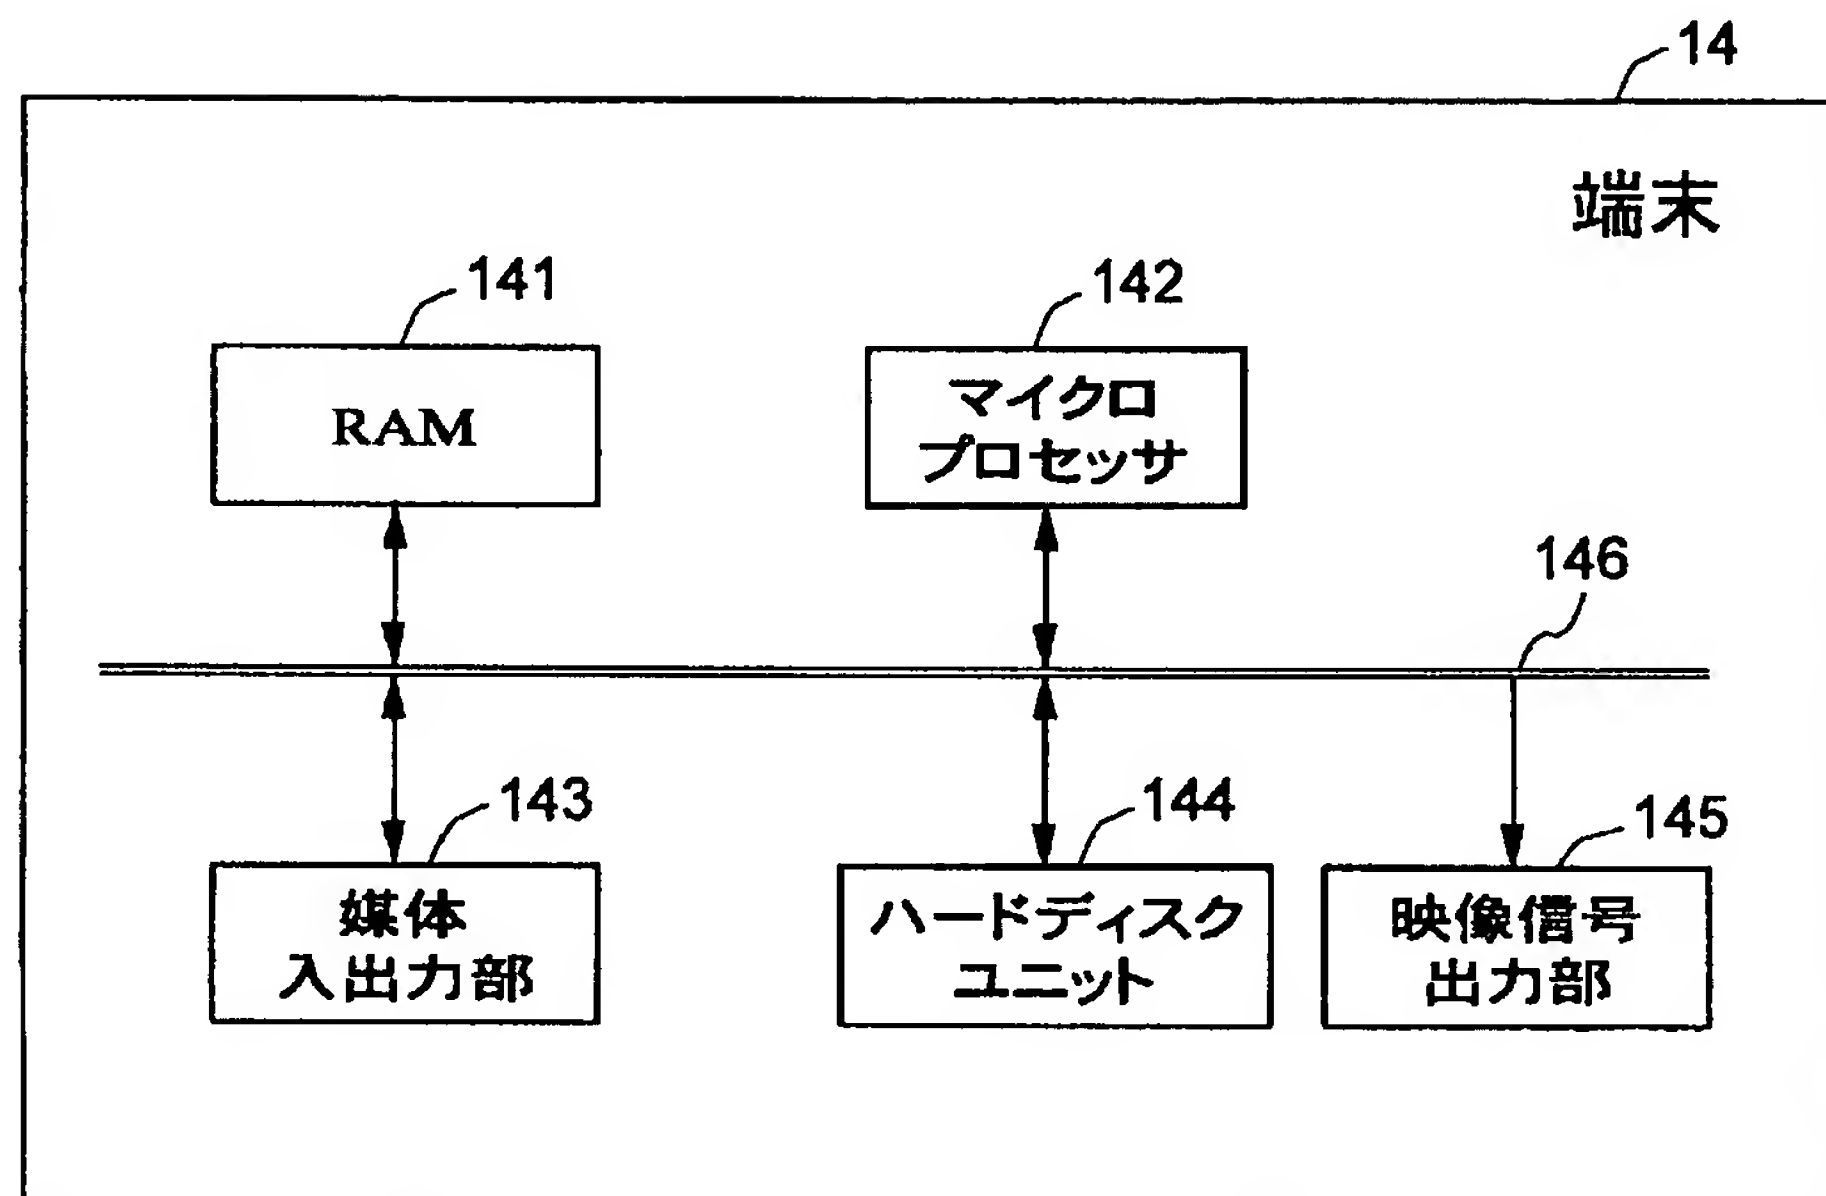 14
端末
141
142
RAM
マイクロ
プロセッサ
146
143
144
145
媒体
入出力部
ハードディスク
ユニット
映像信号
出力部